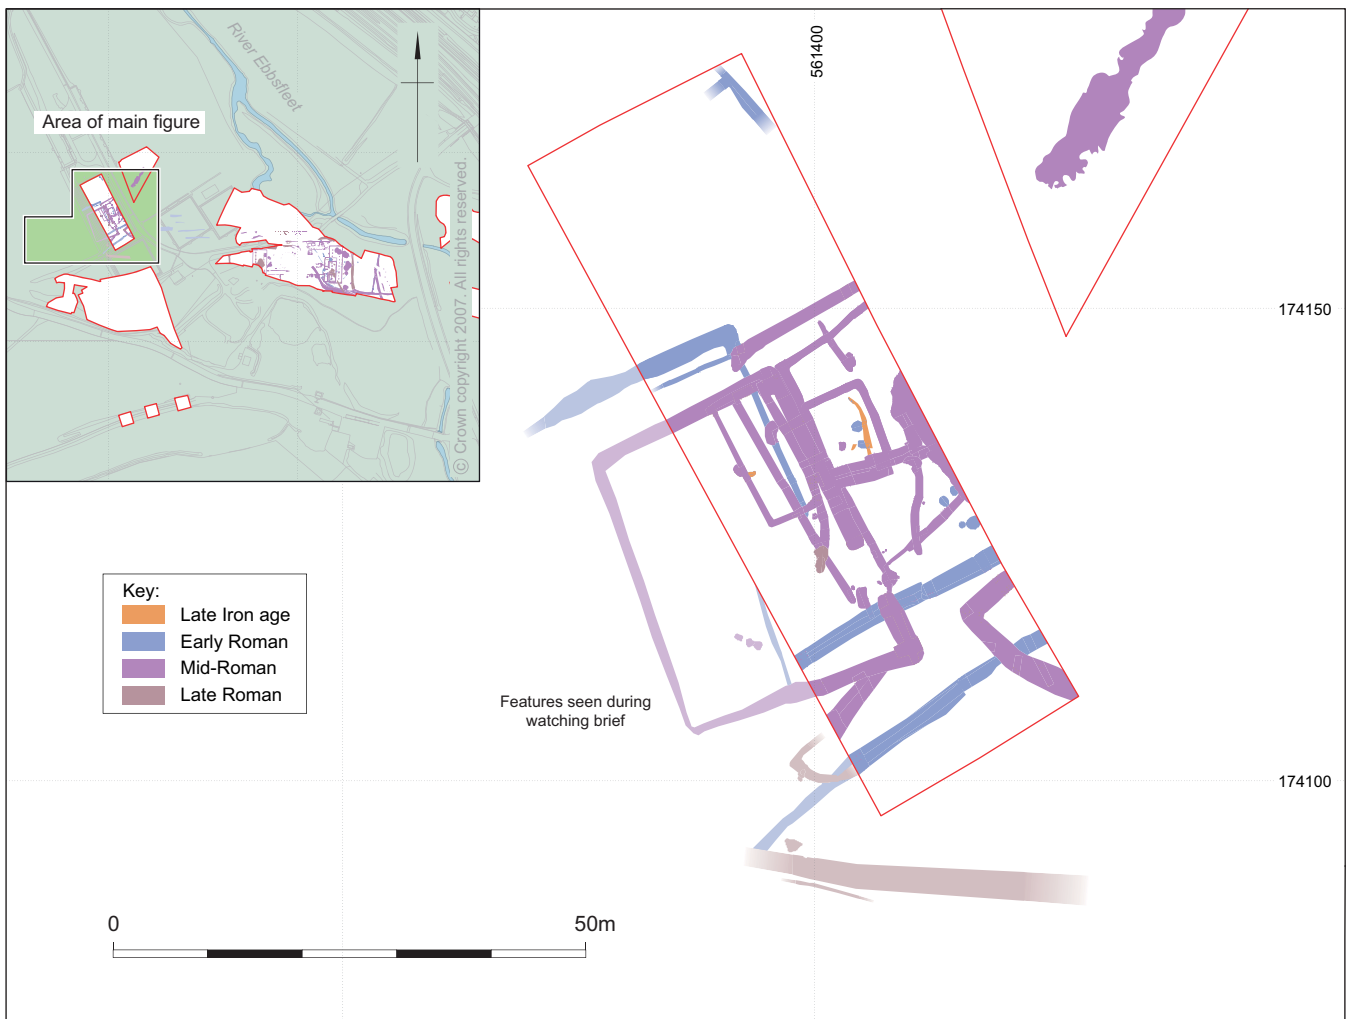 River Ebbsfleet
Area of main figure
© Crown copyright 2007. All rights reserved.
561400
174150
Key:
Late Iron age
Early Roman
Mid-Roman
Late Roman
Features seen during
watching brief
174100
0 50m